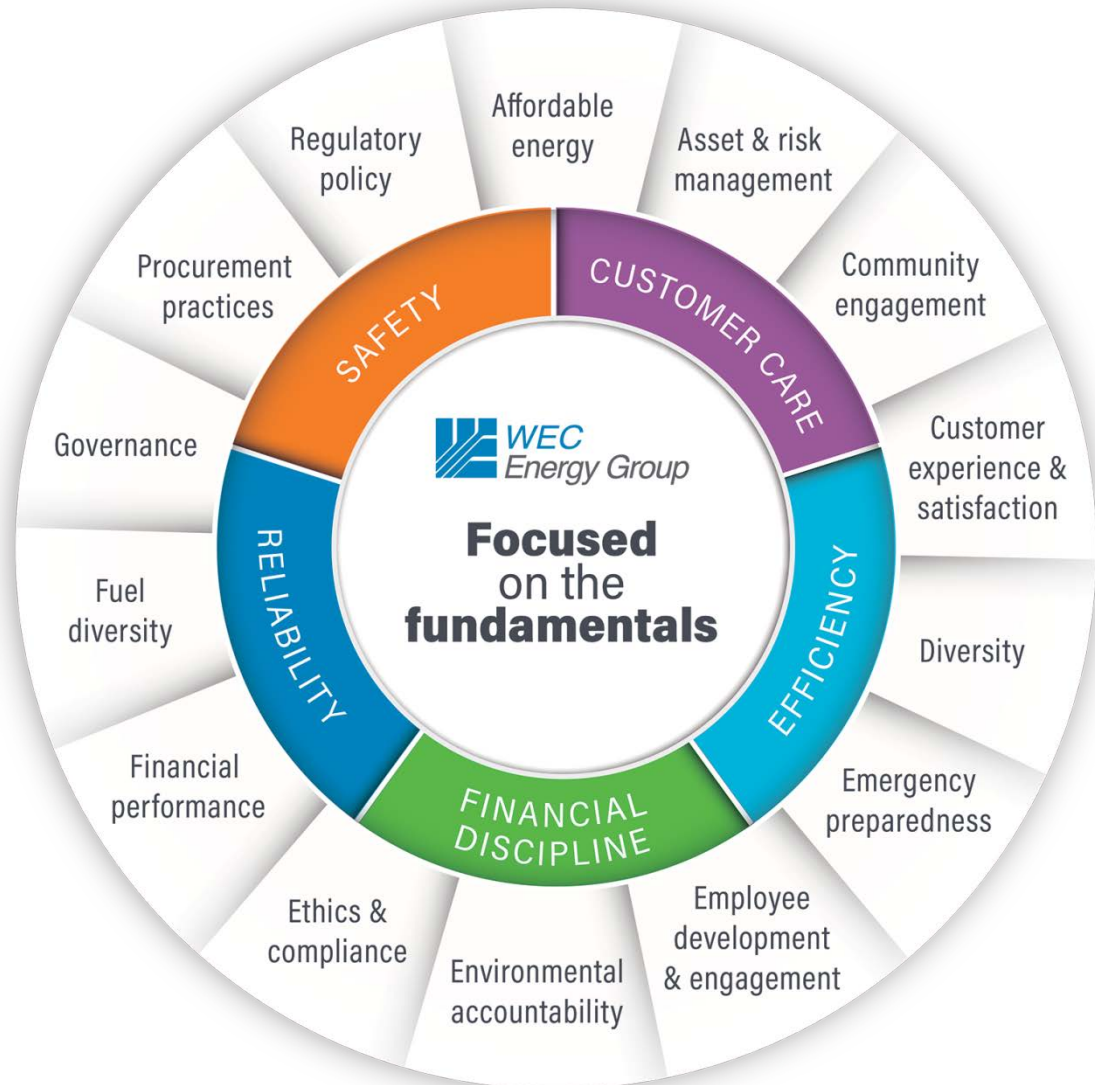 Affordable
energy
Asset & risk
management
Community
engagement
Customer
experience &
satisfaction
Diversity
Emergency
preparedness
Employee
development
& engagement
Environmental
accountability
Ethics &
compliance
Financial
performance
Fuel
diversity
Governance
Procurement
practices
Regulatory
policy
SAFETY
CUSTOMER CARE
EFFICIENCY
FINANCIAL
DISCIPLINE
RELIABILITY
WEC
Energy Group
Focused
on the
fundamentals